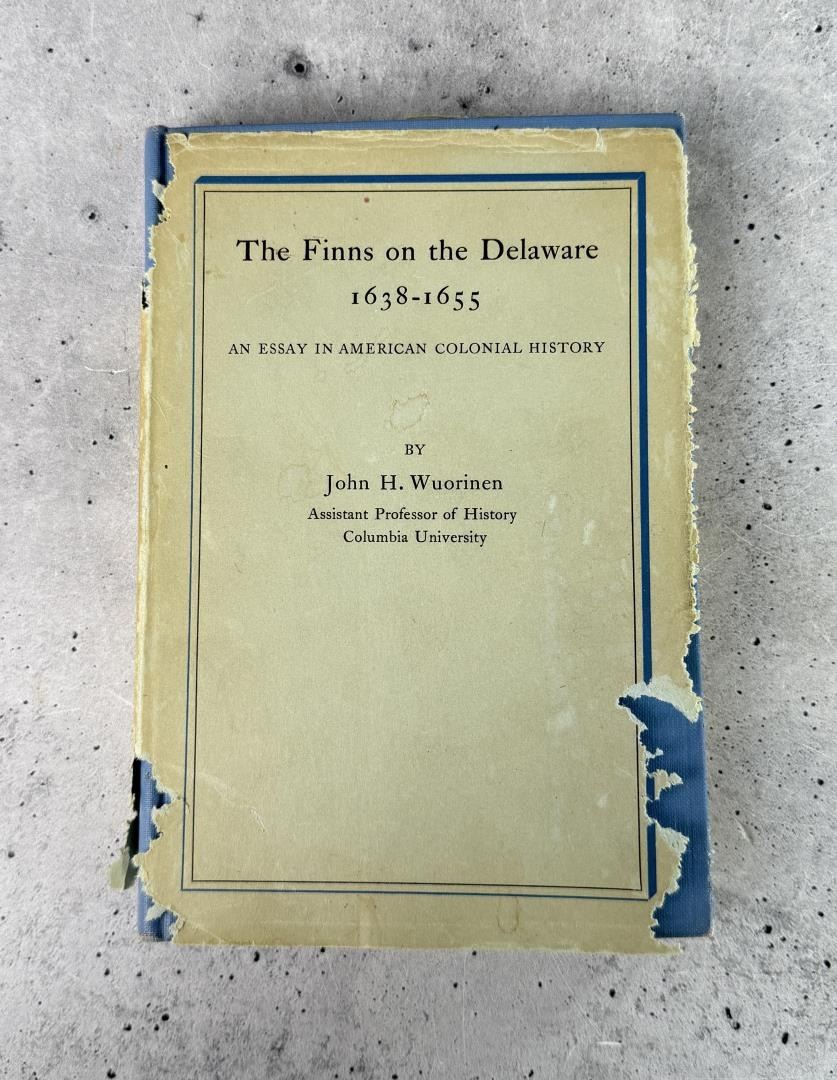 The Finns on the Delaware
1638-1655
AN ESSAY IN AMERICAN COLONIAL HISTORY
BY
John H. Wuorinen
Assistant Professor of History
Columbia University